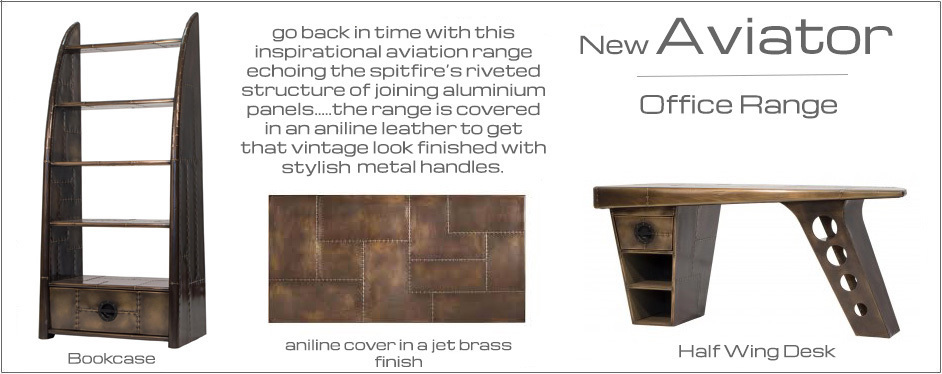 go back in time with this
inspirational aviation range
echoing the spitfire's riveted
structure of joining aluminium
panels.....the range is covered
in an aniline leather to get
that vintage look finished with
stylish metal handles.
New Aviator
Office Range
Bookcase
aniline cover in a jet brass
finish
Half Wing Desk